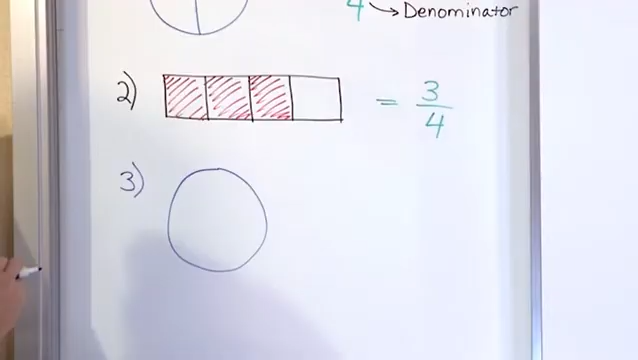 4 → Denominator
2) = 3/4
3)